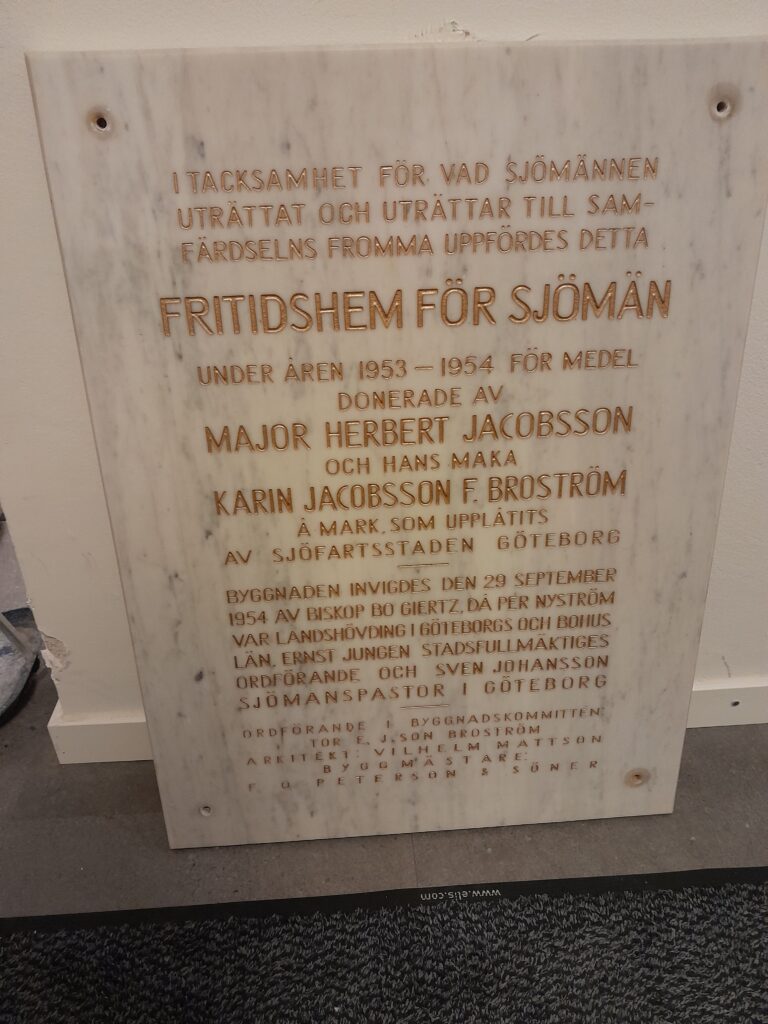 I TACKSAMHET FÖR VAD SJÖMÄNNEN
UTRÄTTAT OCH UTRÄTTAR TILL SAM-
FÄRDSELNS FROMMA UPPFÖRDES DETTA
FRITIDSHEM FÖR SJÖMÄN
UNDER ÅREN 1953 – 1954 FÖR MEDEL
DONERADE AV
MAJOR HERBERT JACOBSSON
OCH HANS MAKA
KARIN JACOBSSON F. BROSTRÖM
Å MARK, SOM UPPLÅTITS
AV SJÖFARTSSTADEN GÖTEBORG
BYGGNADEN INVIGDES DEN 29 SEPTEMBER
1954 AV BISKOP BO GIERTZ, DÅ PER NYSTRÖM
VAR LANDSHÖVDING I GÖTEBORGS OCH BOHUS
LÄN, ERNST JUNGEN STADSFULLMÄKTIGES
ORDFÖRANDE OCH SVEN JOHANSSON
SJÖMANSPASTOR I GÖTEBORG
ORDFÖRANDE I BYGGNADSKOMMITTEN:
TOR E. J:SON BROSTRÖM
ARKITEKT: VILHELM MATTSON
BYGGMÄSTARE:
F. O. PETERSON & SÖNER
www.elis.com